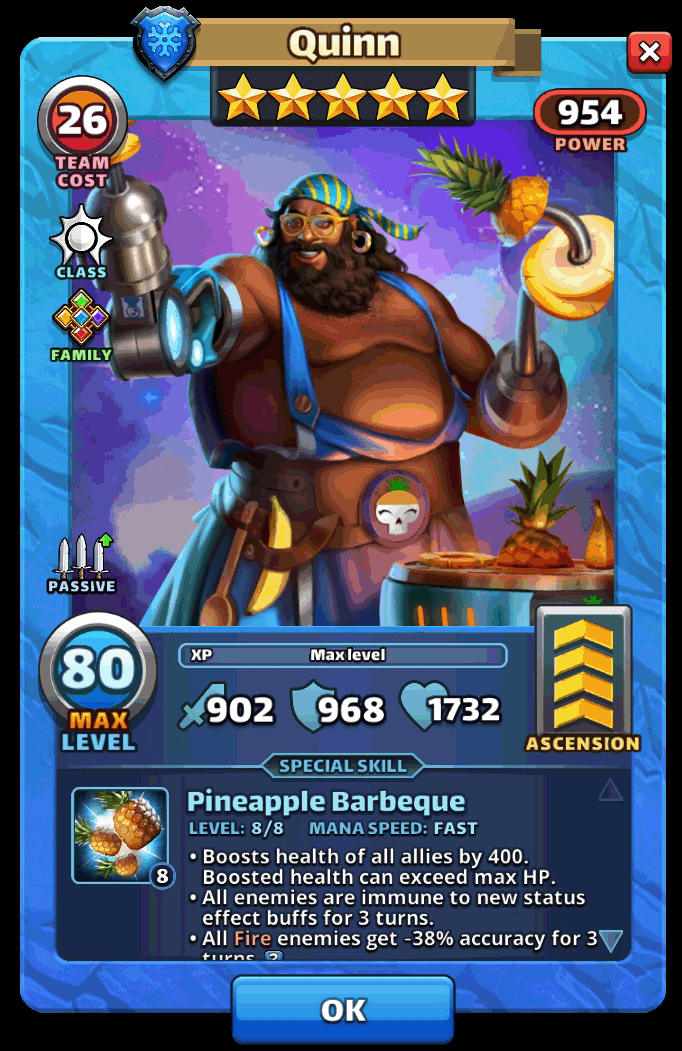 Quinn
26
TEAM
COST
954
POWER
CLASS
FAMILY
PASSIVE
80
MAX
LEVEL
XP Max level
902 968 1732
ASCENSION
SPECIAL SKILL
Pineapple Barbeque
LEVEL: 8/8 MANA SPEED: FAST
8
• Boosts health of all allies by 400.
Boosted health can exceed max HP.
• All enemies are immune to new status
effect buffs for 3 turns.
• All Fire enemies get -38% accuracy for 3
turns. ?
OK